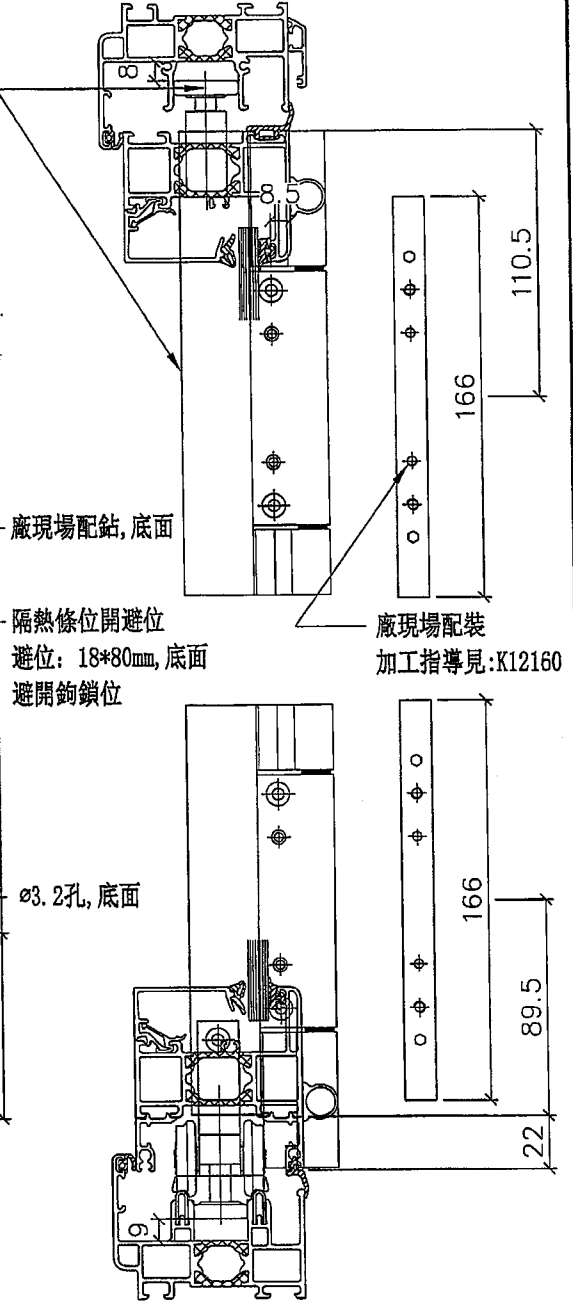 8
8.5
110.5
166
廠現場配鉆,底面
隔熱條位開避位
避位: 18*80mm,底面
避開鉤鎖位
廠現場配裝
加工指導見:K12160
ø3.2孔,底面
166
89.5
22
9